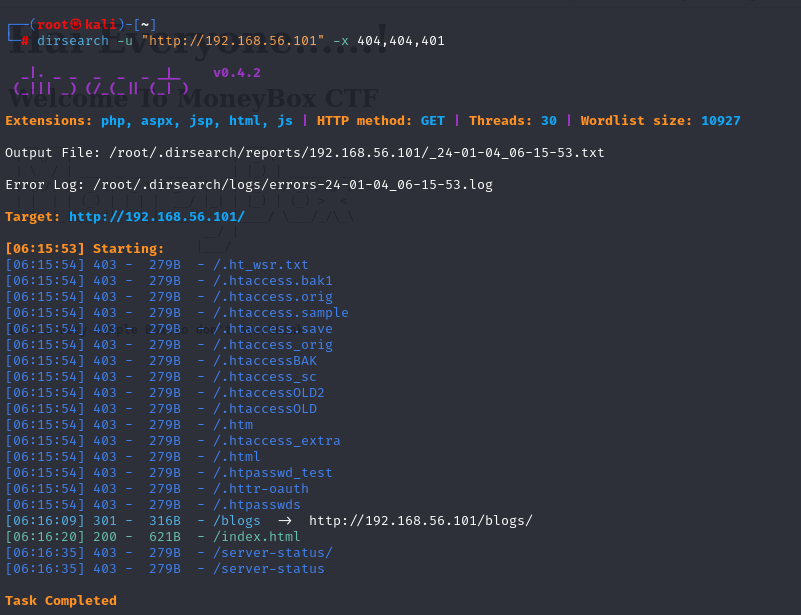 ┌──(root㉿kali)-[~]
└─# dirsearch -u "http://192.168.56.101" -x 404,404,401
Hai Everyone......!
v0.4.2
Welcome To MoneyBox CTF
Extensions: php, aspx, jsp, html, js | HTTP method: GET | Threads: 30 | Wordlist size: 10927
Output File: /root/.dirsearch/reports/192.168.56.101/_24-01-04_06-15-53.txt
Error Log: /root/.dirsearch/logs/errors-24-01-04_06-15-53.log
Target: http://192.168.56.101/
[06:15:53] Starting:
[06:15:54] 403 -  279B  - /.ht_wsr.txt
[06:15:54] 403 -  279B  - /.htaccess.bak1
[06:15:54] 403 -  279B  - /.htaccess.orig
[06:15:54] 403 -  279B  - /.htaccess.sample
[06:15:54] 403 -  279B  - /.htaccess.save
[06:15:54] 403 -  279B  - /.htaccess_orig
[06:15:54] 403 -  279B  - /.htaccessBAK
[06:15:54] 403 -  279B  - /.htaccess_sc
[06:15:54] 403 -  279B  - /.htaccessOLD2
[06:15:54] 403 -  279B  - /.htaccessOLD
[06:15:54] 403 -  279B  - /.htm
[06:15:54] 403 -  279B  - /.htaccess_extra
[06:15:54] 403 -  279B  - /.html
[06:15:54] 403 -  279B  - /.htpasswd_test
[06:15:54] 403 -  279B  - /.httr-oauth
[06:15:54] 403 -  279B  - /.htpasswds
[06:16:09] 301 -  316B  - /blogs  ->  http://192.168.56.101/blogs/
[06:16:20] 200 -  621B  - /index.html
[06:16:35] 403 -  279B  - /server-status/
[06:16:35] 403 -  279B  - /server-status
Task Completed